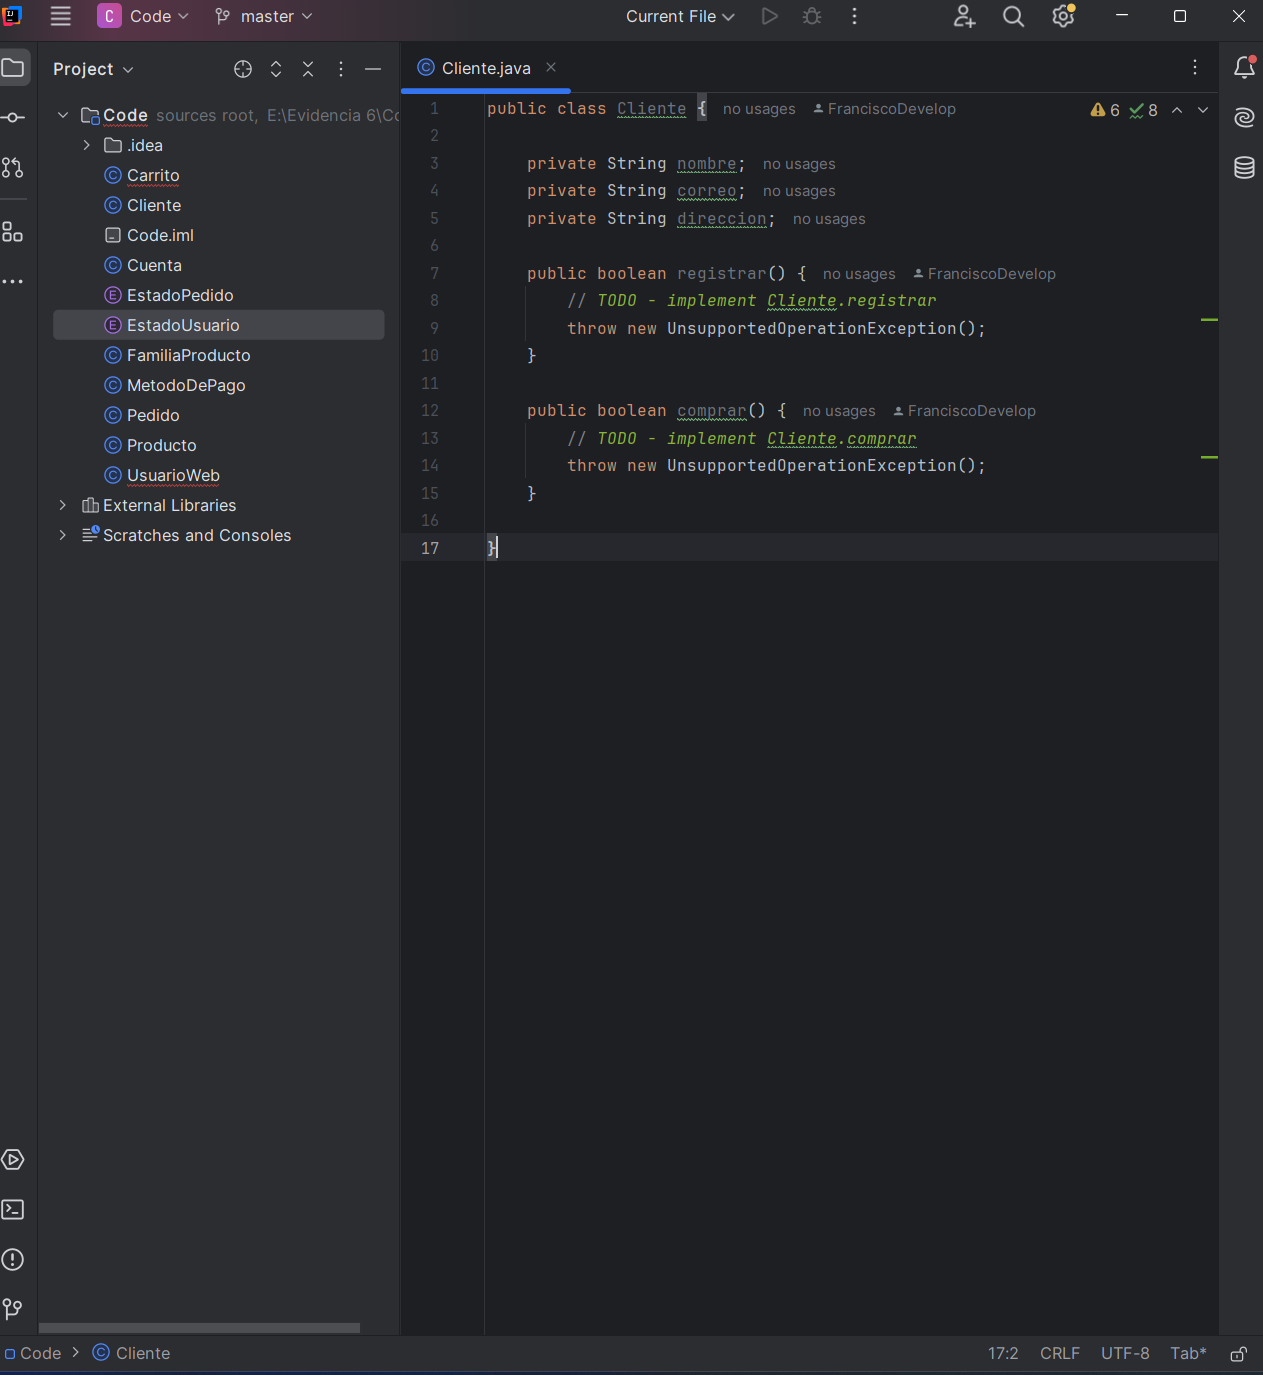 Code master Current File
Project
Cliente.java
Code sources root, E:\Evidencia 6\Co
.idea
Carrito
Cliente
Code.iml
Cuenta
EstadoPedido
EstadoUsuario
FamiliaProducto
MetodoDePago
Pedido
Producto
UsuarioWeb
External Libraries
Scratches and Consoles
1 public class Cliente { no usages FranciscoDevelop 6 8
2
3 private String nombre; no usages
4 private String correo; no usages
5 private String direccion; no usages
6
7 public boolean registrar() { no usages FranciscoDevelop
8 // TODO - implement Cliente.registrar
9 throw new UnsupportedOperationException();
10 }
11
12 public boolean comprar() { no usages FranciscoDevelop
13 // TODO - implement Cliente.comprar
14 throw new UnsupportedOperationException();
15 }
16
17 }
Code > Cliente 17:2 CRLF UTF-8 Tab*